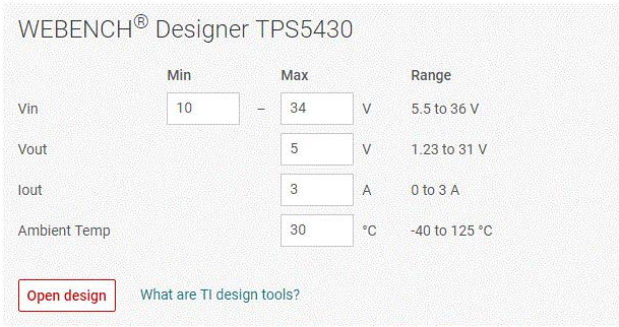 WEBENCH® Designer TPS5430
Min Max Range
Vin 10 – 34 V 5.5 to 36 V
Vout 5 V 1.23 to 31 V
Iout 3 A 0 to 3 A
Ambient Temp 30 °C -40 to 125 °C
Open design What are TI design tools?